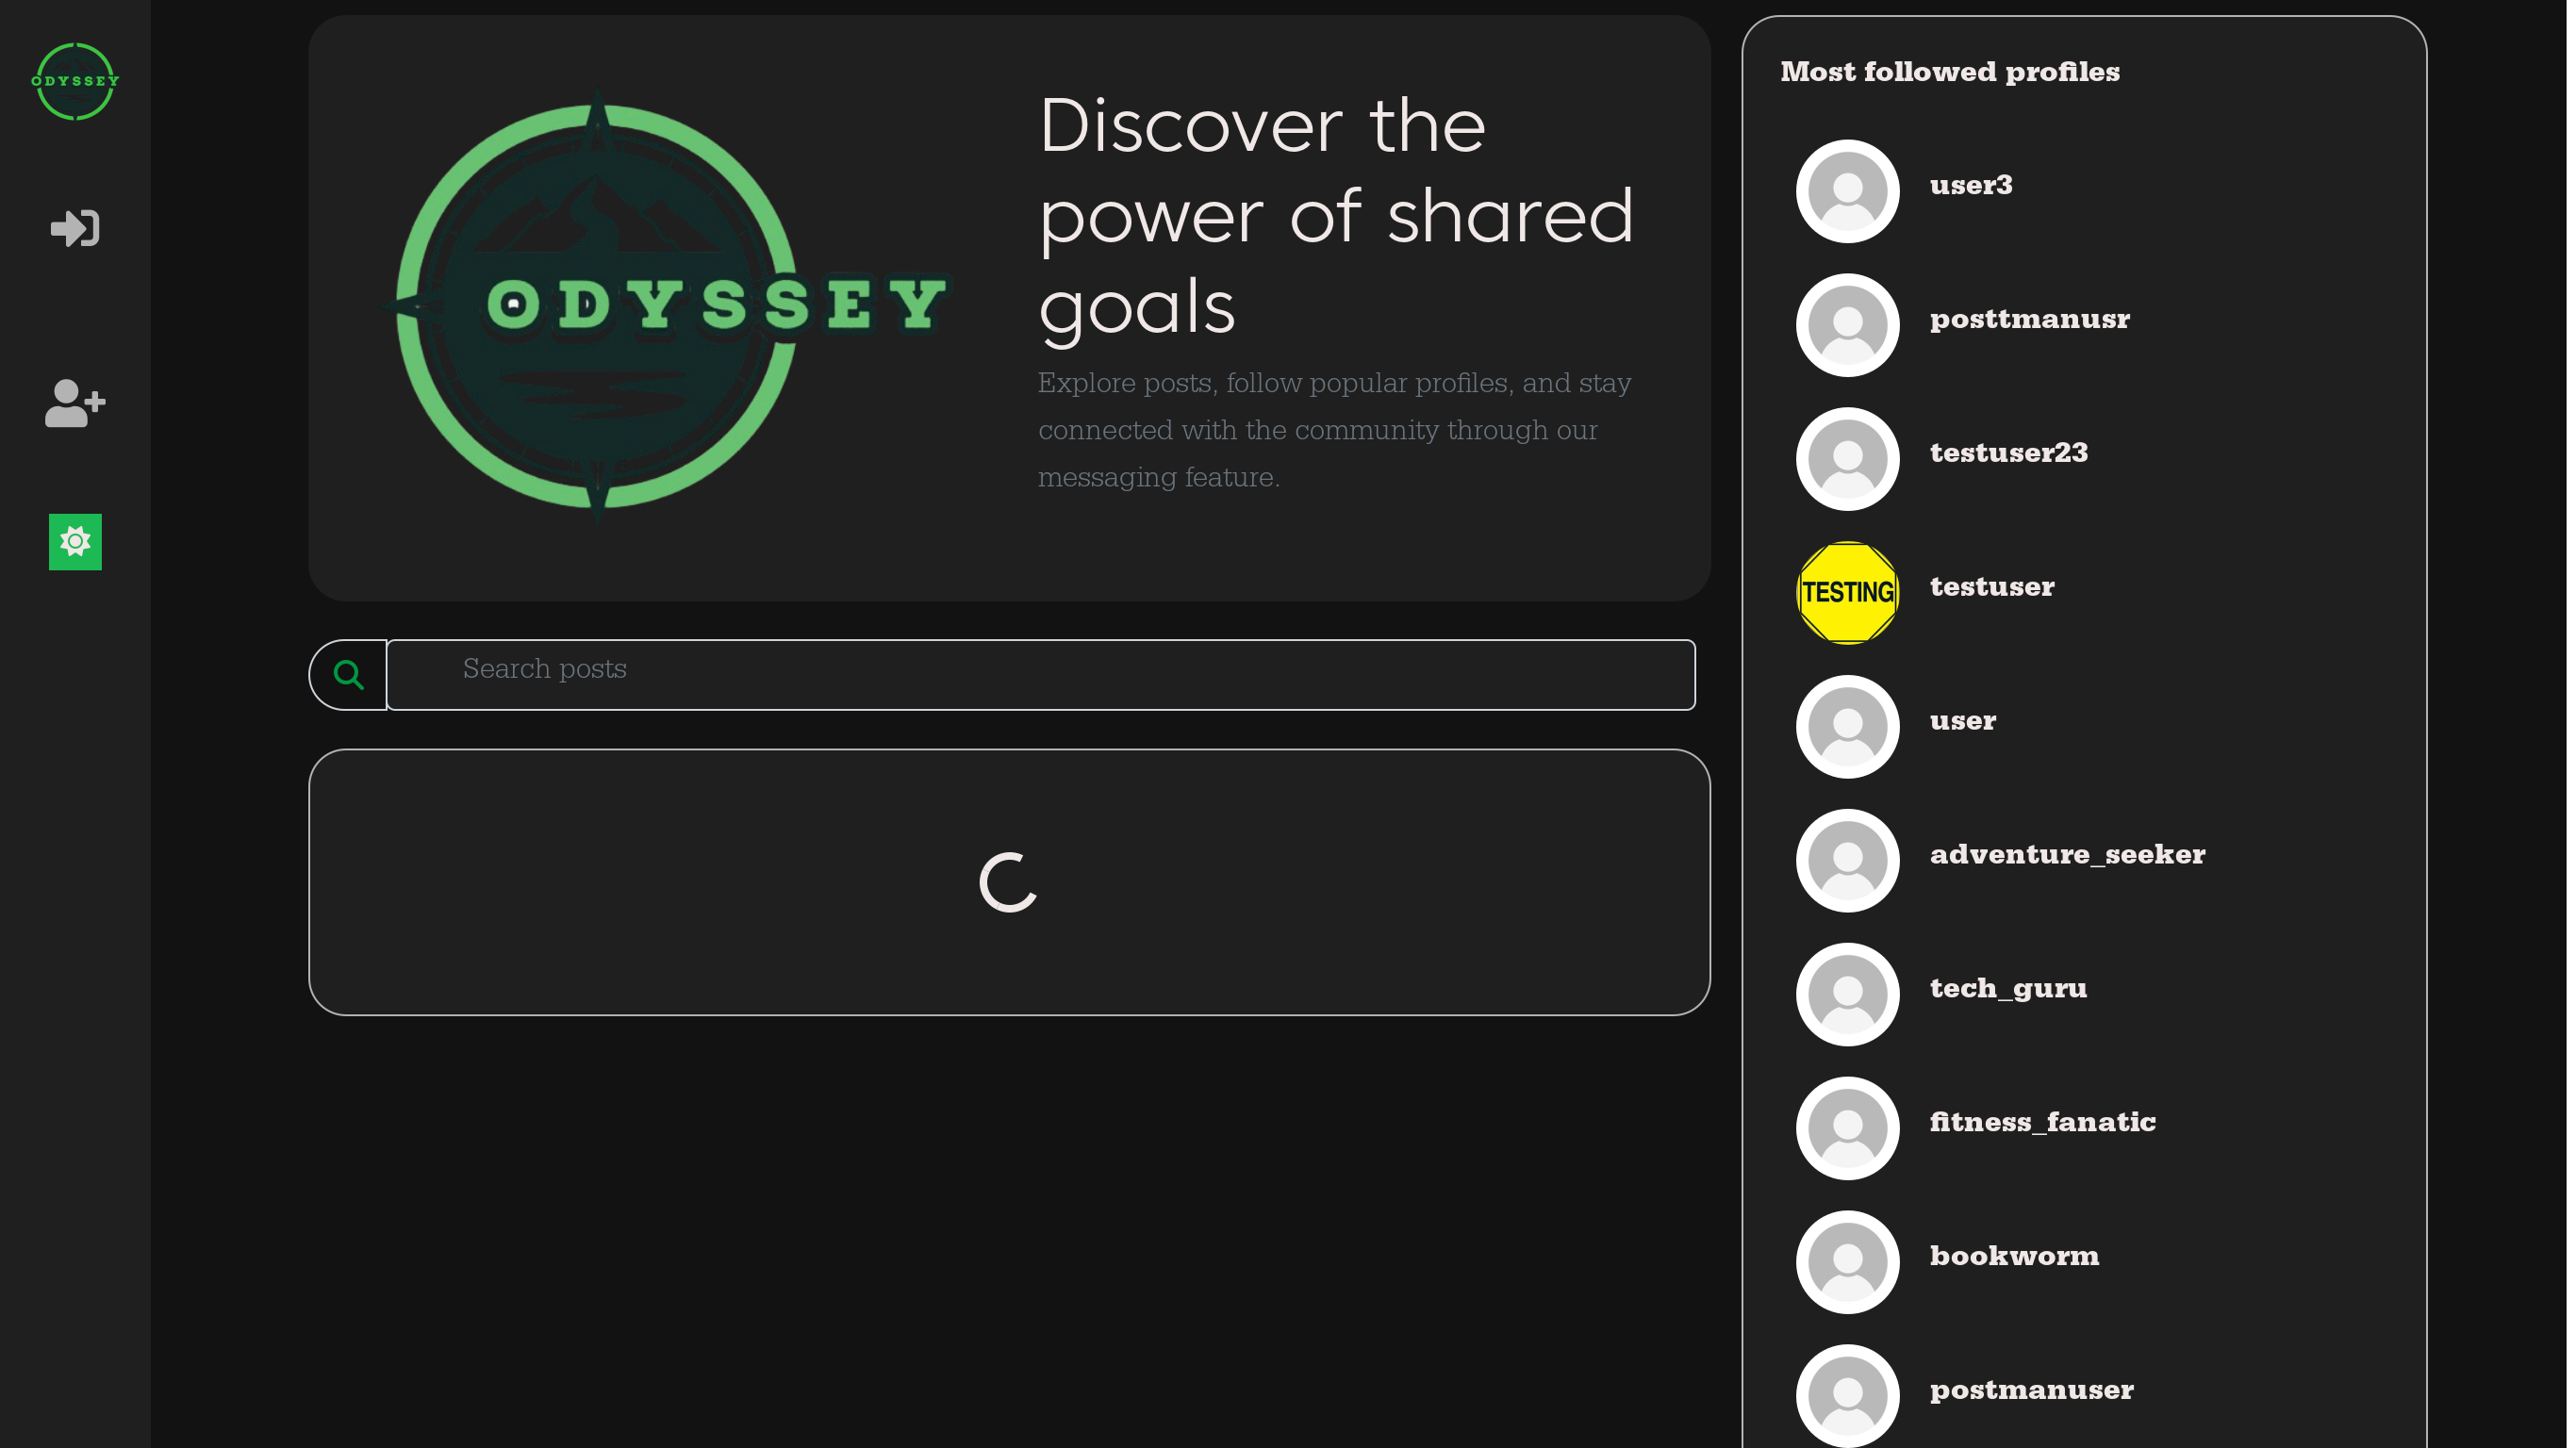 ODYSSEY
ODYSSEY
Discover the
power of shared
goals
Explore posts, follow popular profiles, and stay
connected with the community through our
messaging feature.
Search posts
Most followed profiles
user3
posttmanusr
testuser23
TESTING
testuser
user
adventure_seeker
tech_guru
fitness_fanatic
bookworm
postmanuser